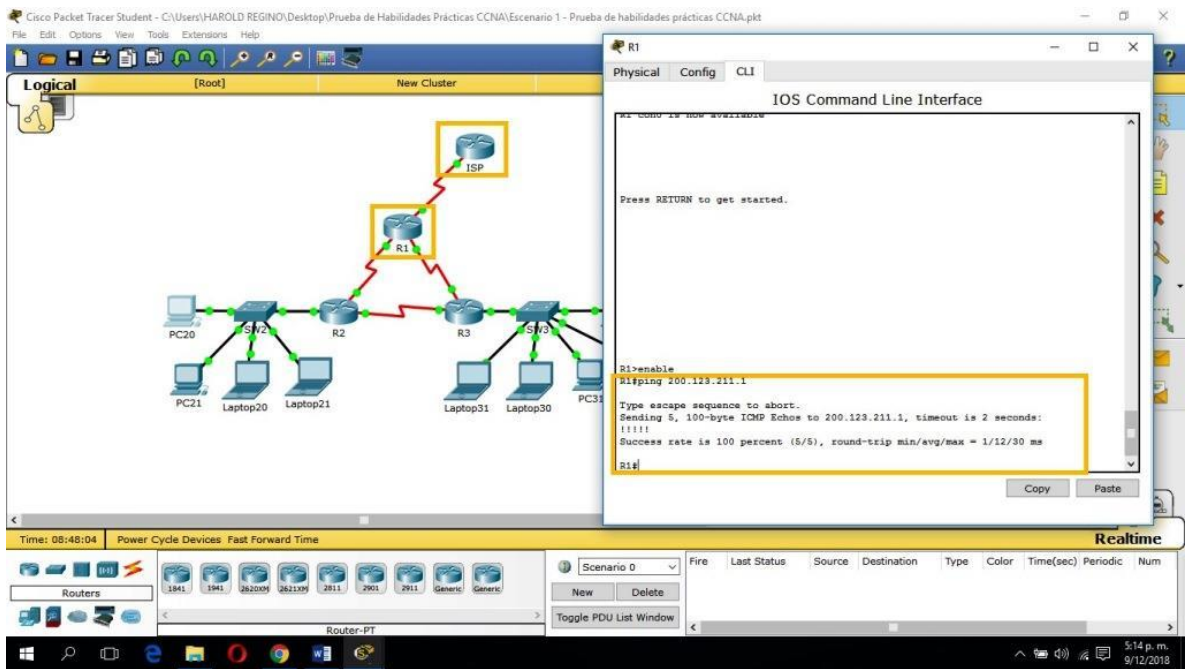 Cisco Packet Tracer Student - C:\Users\HAROLD REGINO\Desktop\Prueba de Habilidades Prácticas CCNA\Escenario 1 - Prueba de habilidades prácticas CCNA.pkt
File Edit Options View Tools Extensions Help
Logical [Root] New Cluster
ISP
R1
R2
R3
SW2
SW3
PC20
PC21
Laptop20
Laptop21
Laptop31
Laptop30
PC31
R1
Physical Config CLI
IOS Command Line Interface
R1 con0 is now available
Press RETURN to get started.
R1>enable
R1#ping 200.123.211.1
Type escape sequence to abort.
Sending 5, 100-byte ICMP Echos to 200.123.211.1, timeout is 2 seconds:
!!!!!
Success rate is 100 percent (5/5), round-trip min/avg/max = 1/12/30 ms
R1#
Copy Paste
Time: 08:48:04 Power Cycle Devices Fast Forward Time
Realtime
Routers
1841 1941 2620XM 2621XM 2811 2901 2911 Generic Generic
Router-PT
Scenario 0
New Delete
Toggle PDU List Window
Fire Last Status Source Destination Type Color Time(sec) Periodic Num
5:14 p. m.
9/12/2018